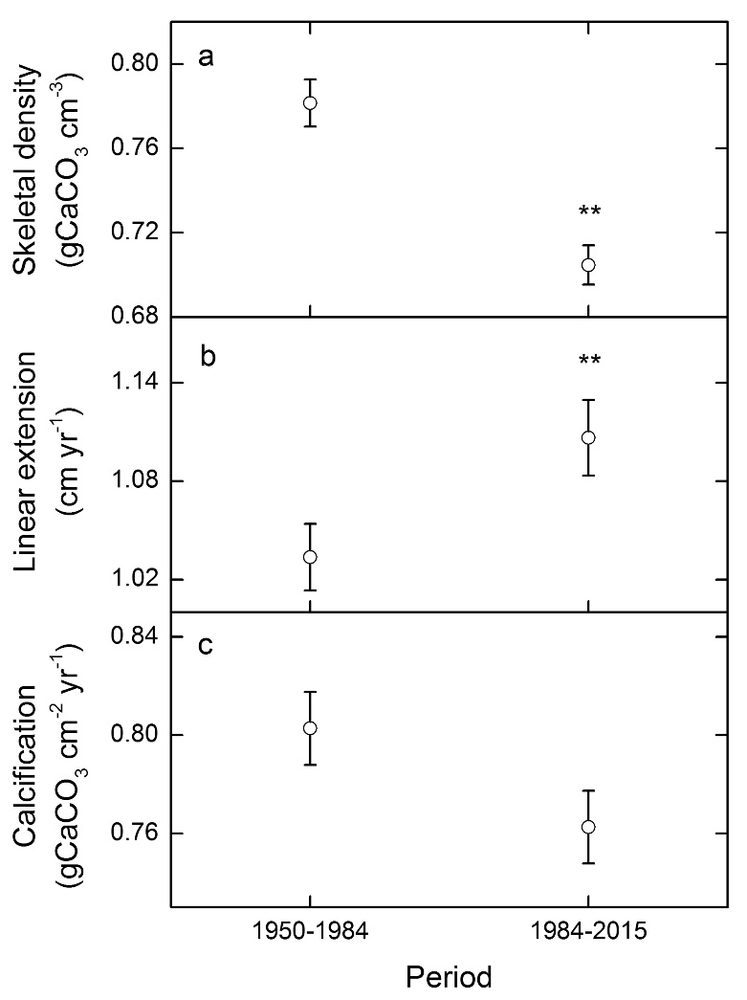 a
Skeletal density
(gCaCO₃ cm⁻³)
0.80
0.76
0.72
0.68
**
b
Linear extension
(cm yr⁻¹)
1.14
1.08
1.02
**
c
Calcification
(gCaCO₃ cm⁻² yr⁻¹)
0.84
0.80
0.76
1950-1984
1984-2015
Period